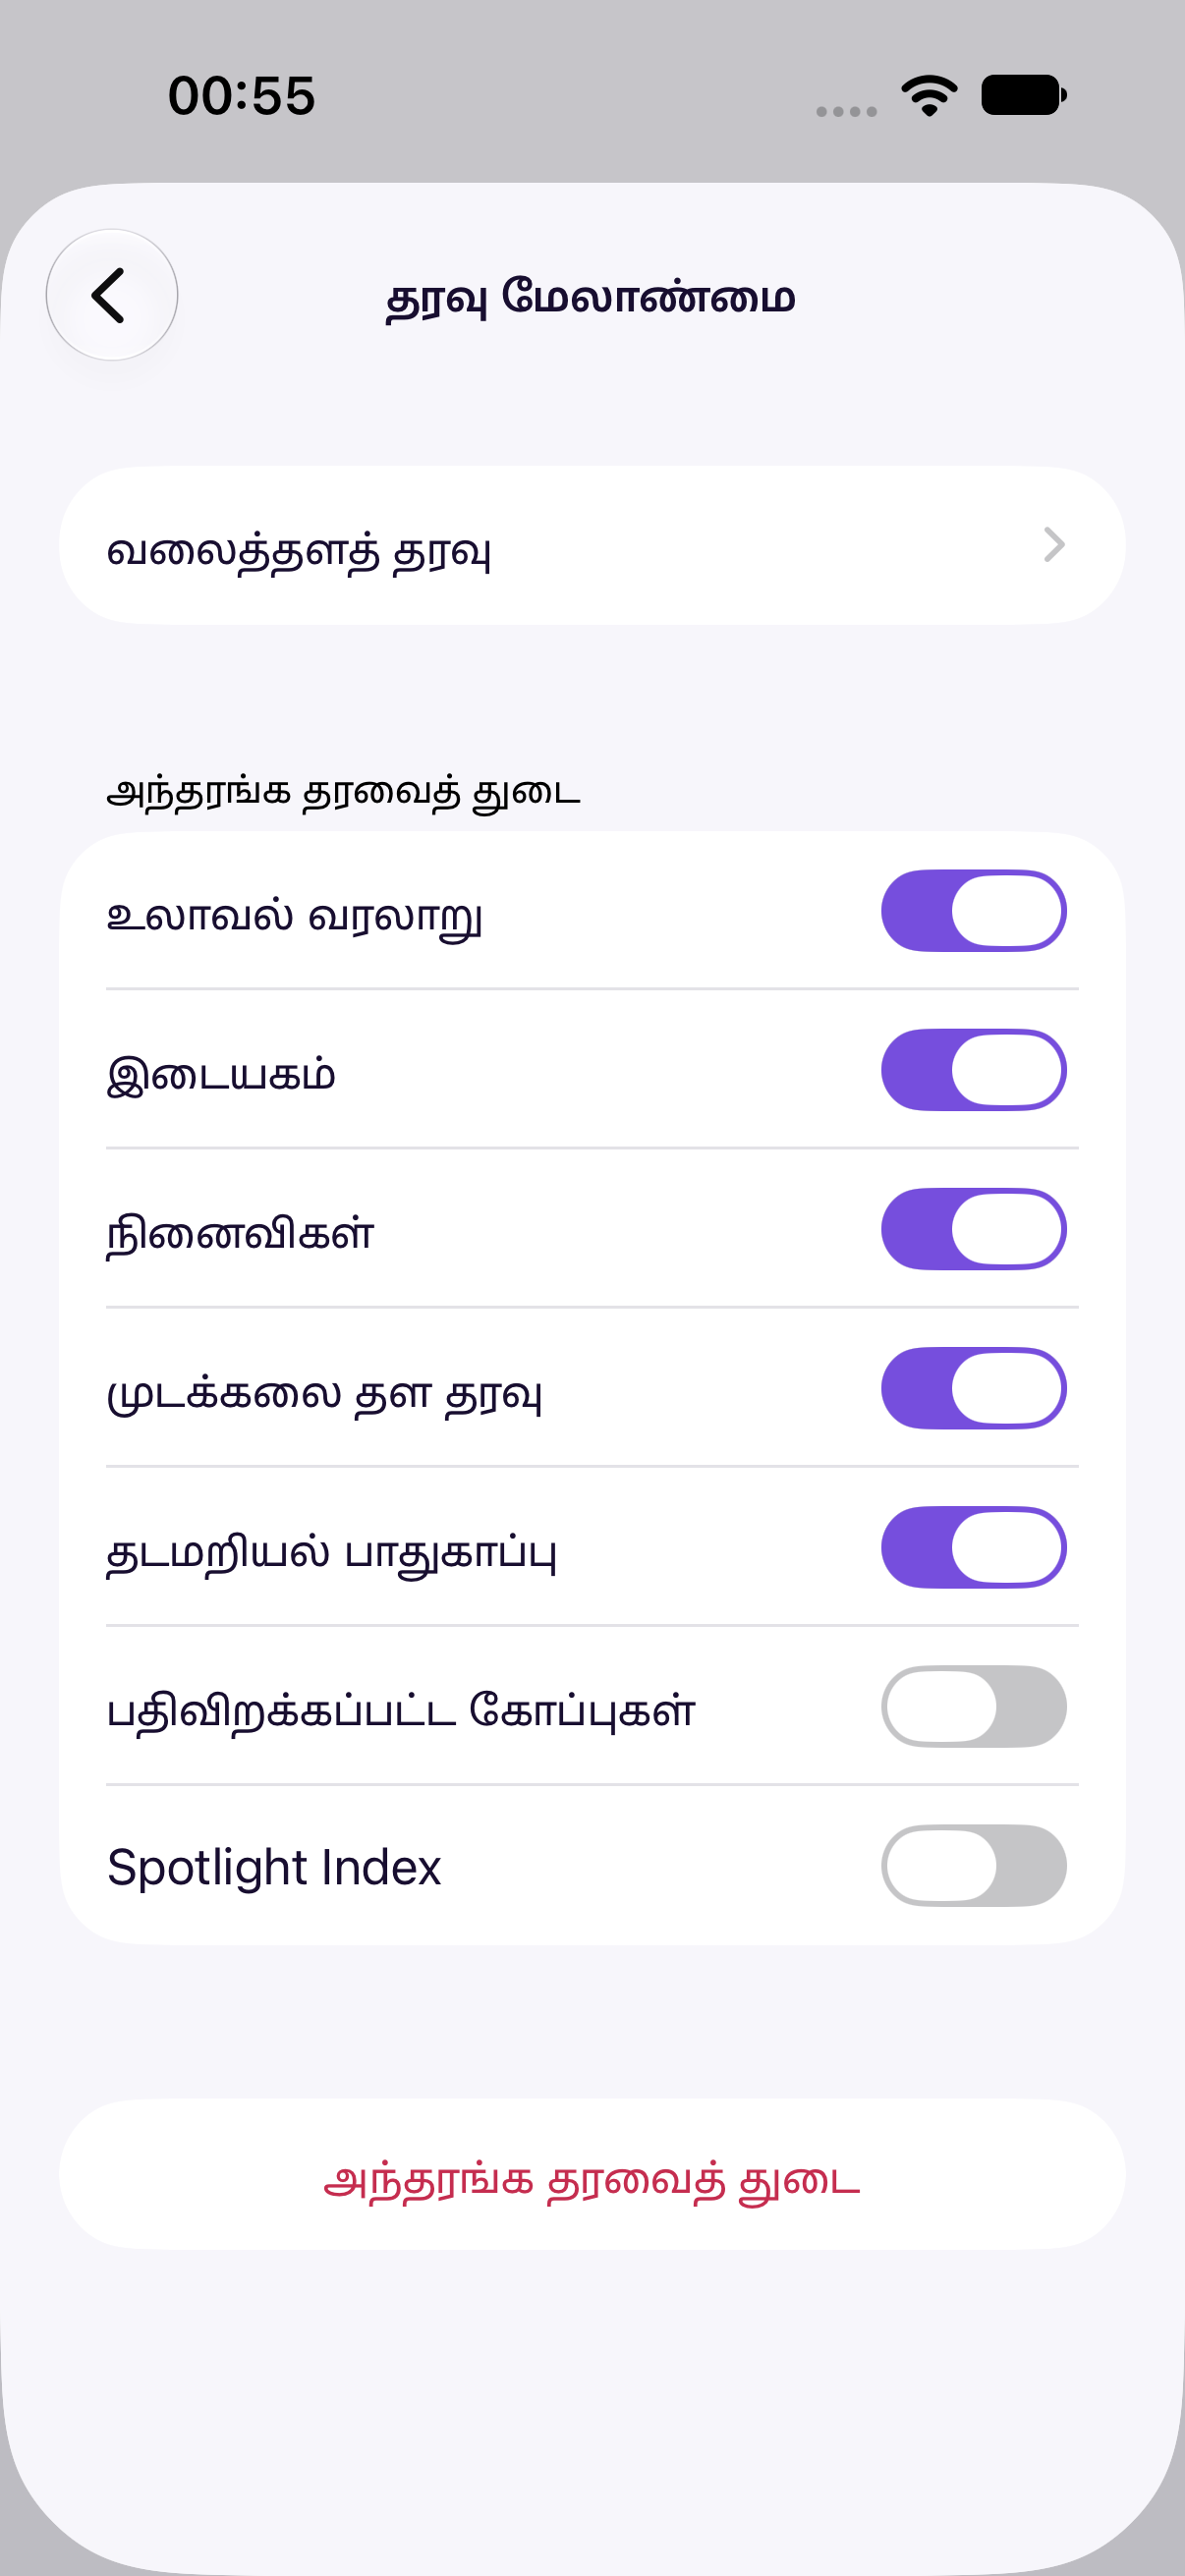 00:55
தரவு மேலாண்மை
வலைத்தளத் தரவு
அந்தரங்க தரவைத் துடை
உலாவல் வரலாறு
இடையகம்
நினைவிகள்
முடக்கலை தள தரவு
தடமறியல் பாதுகாப்பு
பதிவிறக்கப்பட்ட கோப்புகள்
Spotlight Index
அந்தரங்க தரவைத் துடை